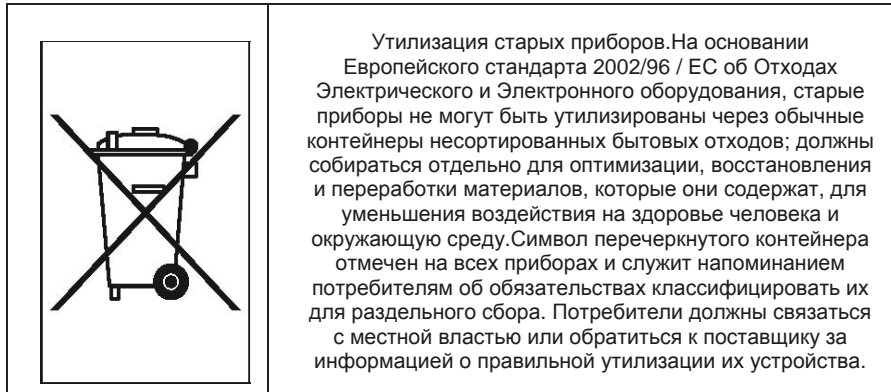 Утилизация старых приборов.На основании
Европейского стандарта 2002/96 / ЕС об Отходах
Электрического и Электронного оборудования, старые
приборы не могут быть утилизированы через обычные
контейнеры несортированных бытовых отходов; должны
собираться отдельно для оптимизации, восстановления
и переработки материалов, которые они содержат, для
уменьшения воздействия на здоровье человека и
окружающую среду.Символ перечеркнутого контейнера
отмечен на всех приборах и служит напоминанием
потребителям об обязательствах классифицировать их
для раздельного сбора. Потребители должны связаться
с местной властью или обратиться к поставщику за
информацией о правильной утилизации их устройства.